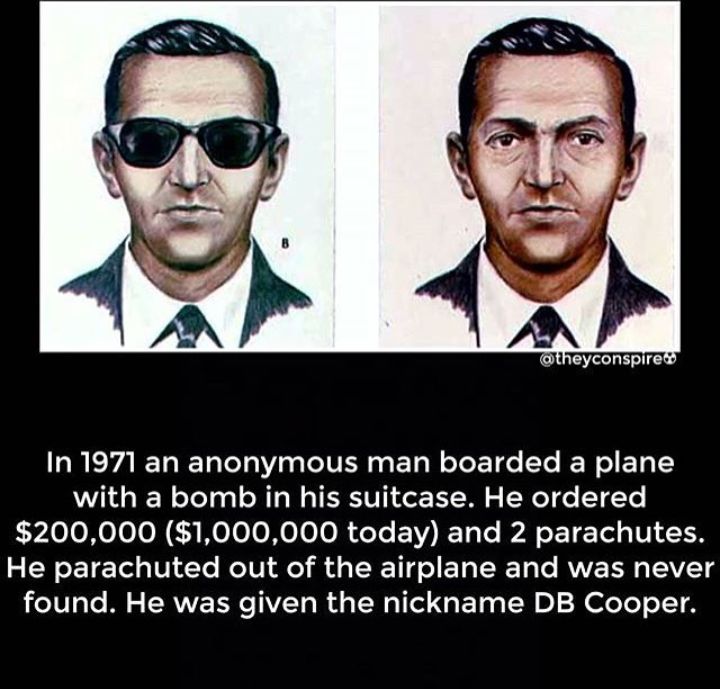 B
@theyconspire☢
In 1971 an anonymous man boarded a plane
with a bomb in his suitcase. He ordered
$200,000 ($1,000,000 today) and 2 parachutes.
He parachuted out of the airplane and was never
found. He was given the nickname DB Cooper.